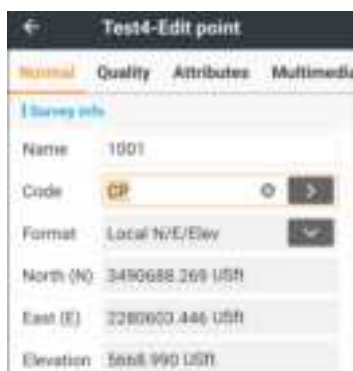 Test4-Edit point
Normal Quality Attributes Multimedia
Survey info
Name 1001
Code CP
Format Local N/E/Elev
North (N) 3490688.269 USft
East (E) 2280603.446 USft
Elevation 5668.990 USft